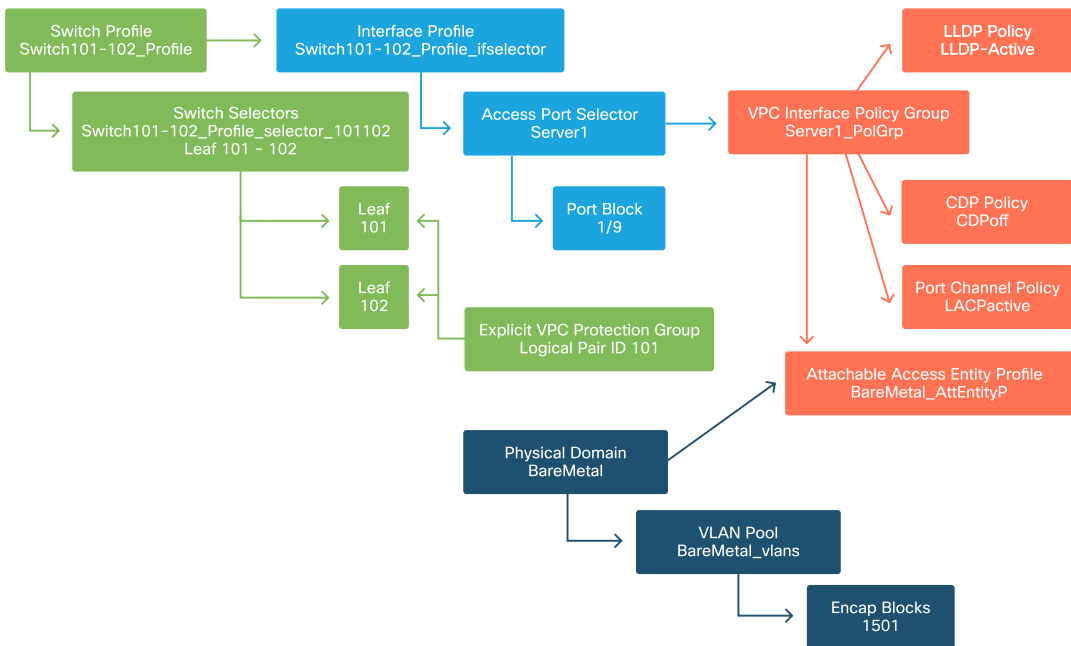 Switch Profile
Switch101-102_Profile
Interface Profile
Switch101-102_Profile_ifselector
LLDP Policy
LLDP-Active
Switch Selectors
Switch101-102_Profile_selector_101102
Leaf 101 - 102
Access Port Selector
Server1
VPC Interface Policy Group
Server1_PolGrp
Leaf
101
Port Block
1/9
CDP Policy
CDPoff
Leaf
102
Port Channel Policy
LACPactive
Explicit VPC Protection Group
Logical Pair ID 101
Attachable Access Entity Profile
BareMetal_AttEntityP
Physical Domain
BareMetal
VLAN Pool
BareMetal_vlans
Encap Blocks
1501